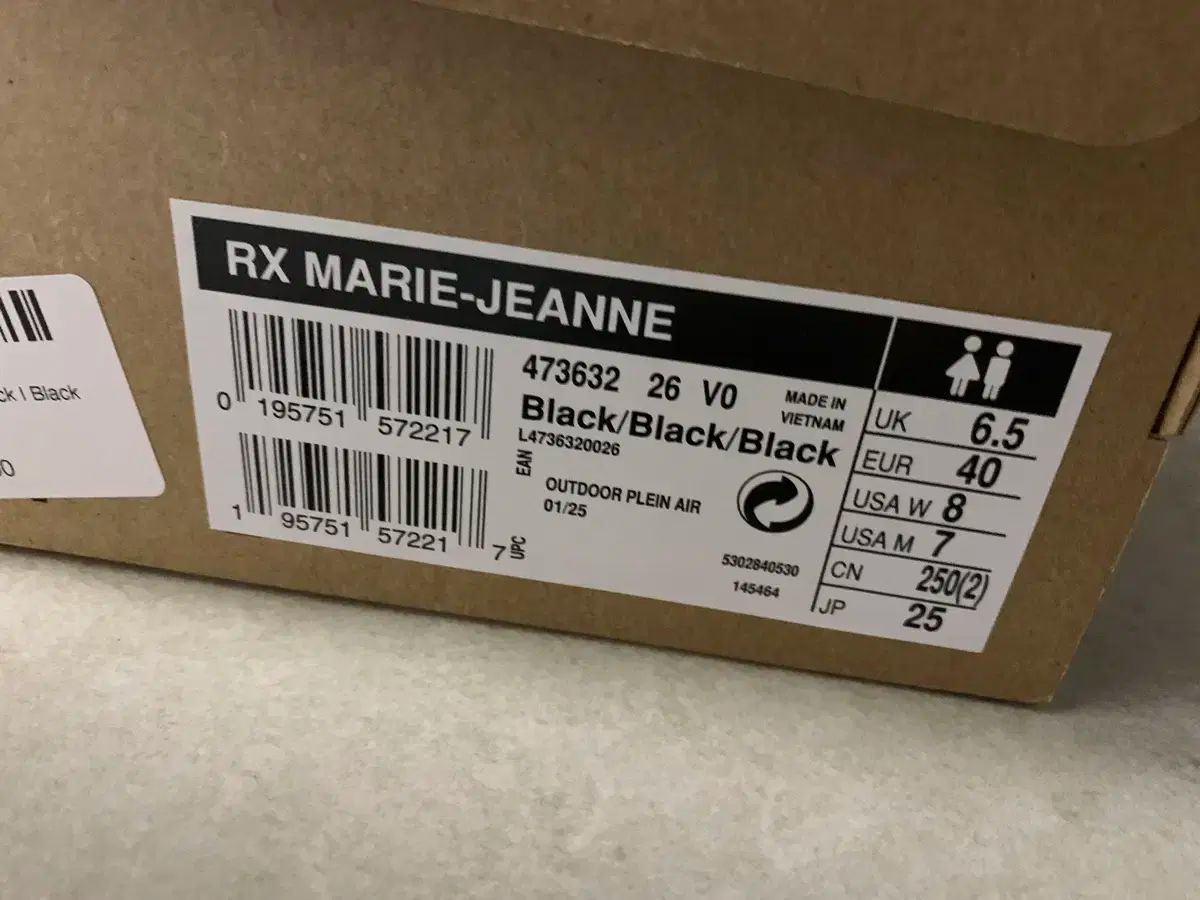 RX MARIE-JEANNE
0 195751 572217
1 95751 57221 7
EAN
UPC
473632 26 V0
MADE IN
VIETNAM
Black/Black/Black
L4736320026
OUTDOOR PLEIN AIR
01/25
5302840530
145464
UK 6.5
EUR 40
USA W 8
USA M 7
CN 250(2)
JP 25
ck | Black